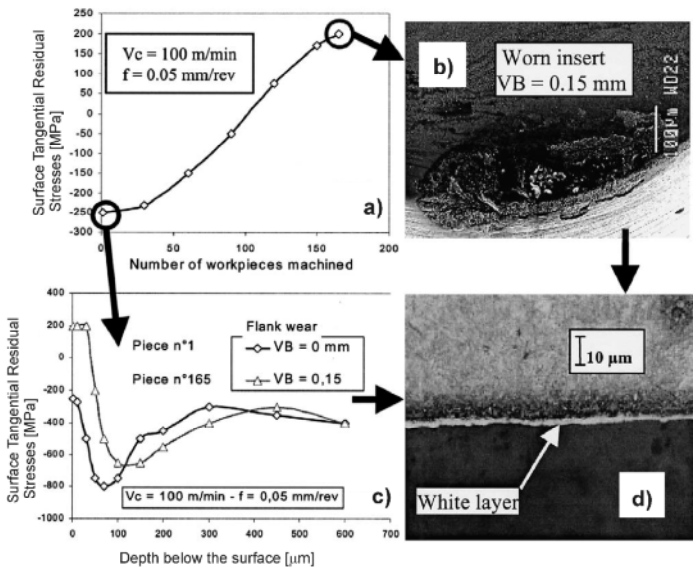 Surface Tangential Residual
Stresses [MPa]
250
200
150
100
50
0
-50
-100
-150
-200
-250
-300
Vc = 100 m/min
f = 0.05 mm/rev
a)
0
50
100
150
200
Number of workpieces machined
b)
Worn insert
VB = 0.15 mm
100µm WD22
Surface Tangential Residual
Stresses [MPa]
400
200
0
-200
-400
-600
-800
-1000
Piece n°1
Piece n°165
Flank wear
VB = 0 mm
VB = 0,15
Vc = 100 m/min - f = 0,05 mm/rev
c)
0
100
200
300
400
500
600
700
Depth below the surface [µm]
10 µm
White layer
d)